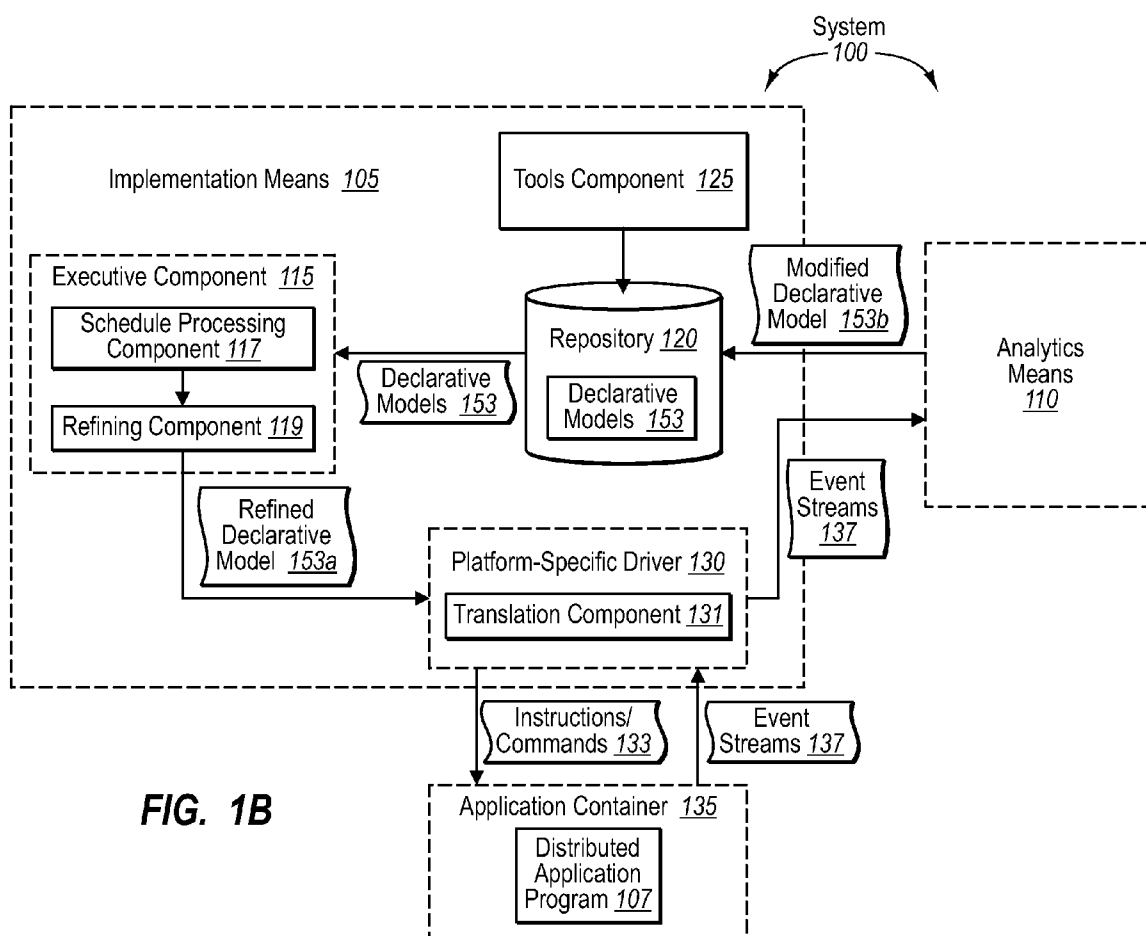 System
100
Implementation Means 105
Tools Component 125
Executive Component 115
Schedule Processing
Component 117
Refining Component 119
Declarative
Models 153
Repository 120
Declarative
Models 153
Modified
Declarative
Model 153b
Analytics
Means
110
Event
Streams
137
Refined
Declarative
Model 153a
Platform-Specific Driver 130
Translation Component 131
Instructions/
Commands 133
Event
Streams 137
FIG. 1B
Application Container 135
Distributed
Application
Program 107